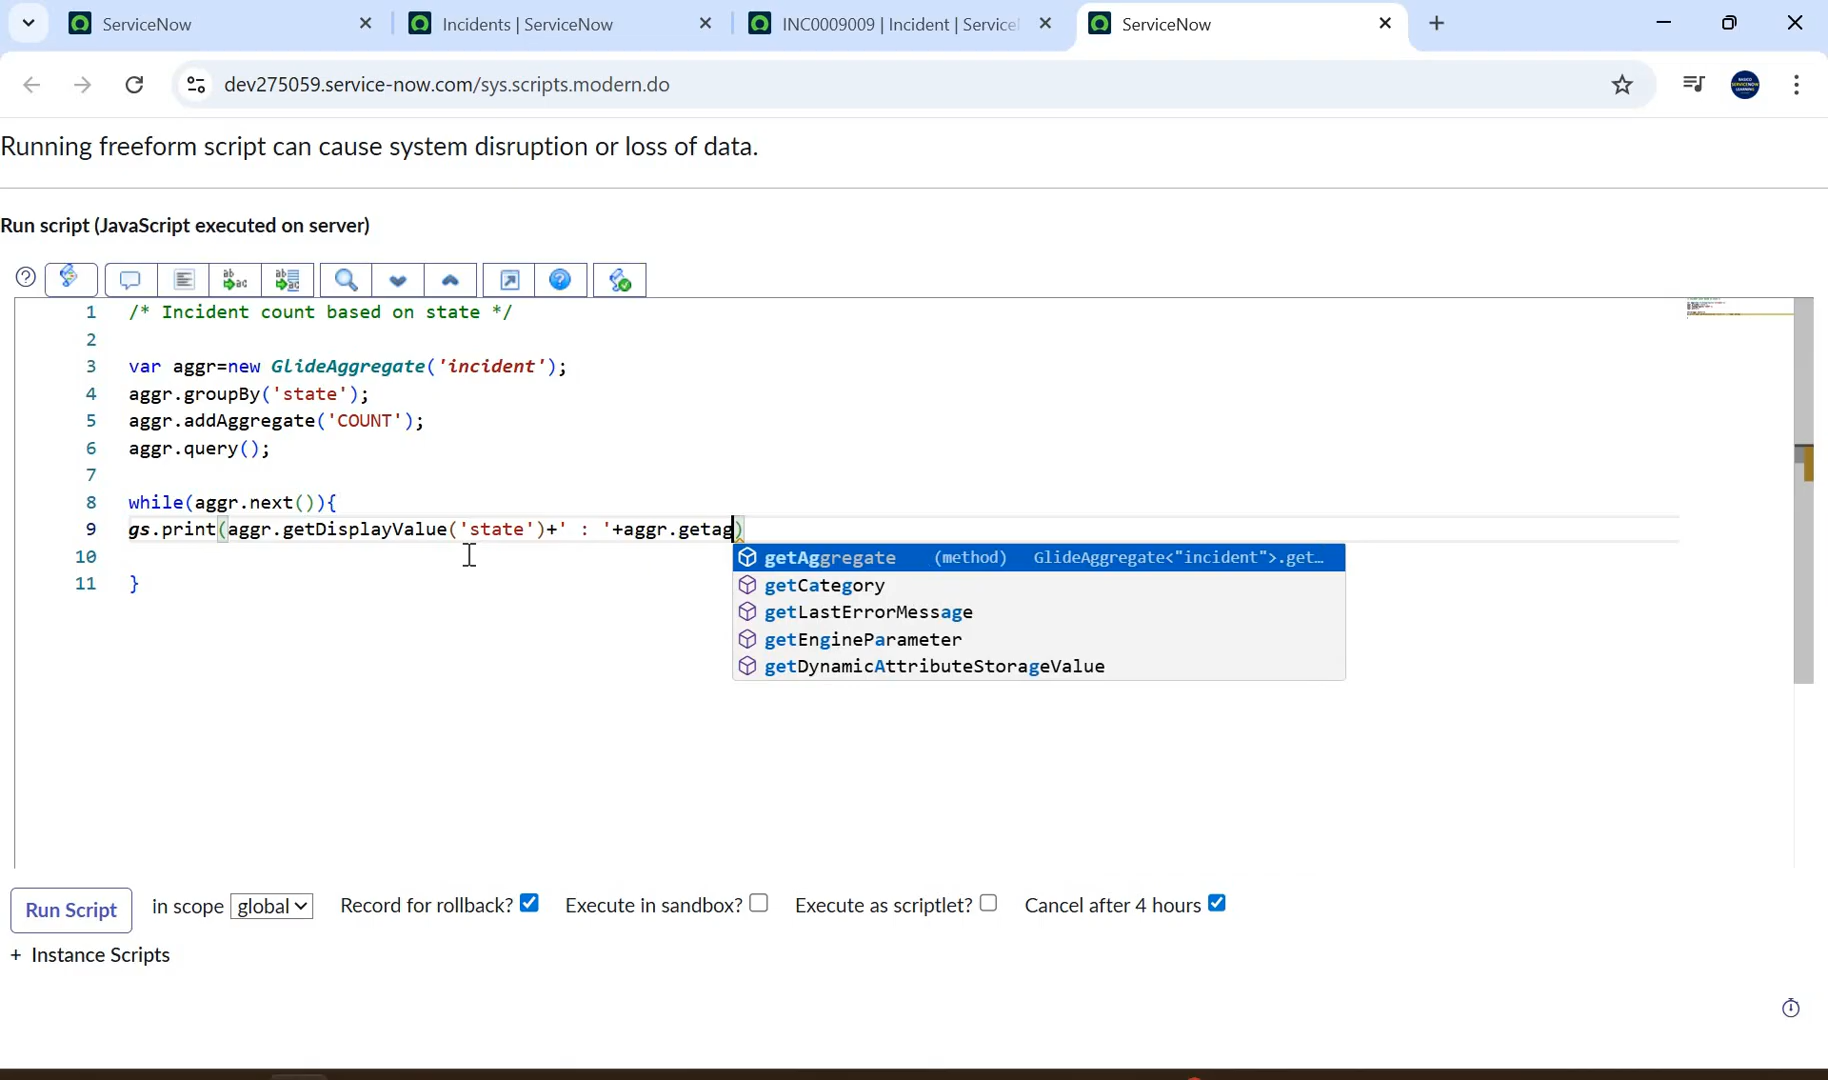 ServiceNow
Incidents | ServiceNow
INC0009009 | Incident | Service
ServiceNow
dev275059.service-now.com/sys.scripts.modern.do
Running freeform script can cause system disruption or loss of data.
Run script (JavaScript executed on server)
1 /* Incident count based on state */
2
3 var aggr=new GlideAggregate('incident');
4 aggr.groupBy('state');
5 aggr.addAggregate('COUNT');
6 aggr.query();
7
8 while(aggr.next()){
9 gs.print(aggr.getDisplayValue('state')+' : '+aggr.getag)
getAggregate (method) GlideAggregate<"incident">.get…
10
getCategory
11 }
getLastErrorMessage
getEngineParameter
getDynamicAttributeStorageValue
Run Script in scope global Record for rollback? Execute in sandbox? Execute as scriptlet? Cancel after 4 hours
+ Instance Scripts